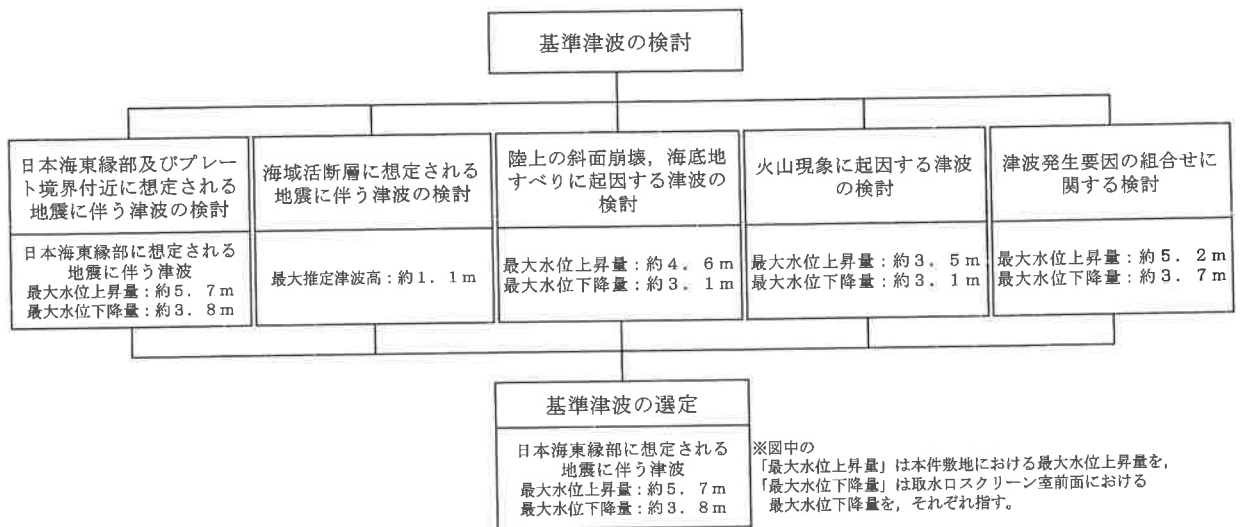 基準津波の検討
日本海東縁部及びプレー
ト境界付近に想定される
地震に伴う津波の検討
日本海東縁部に想定される
地震に伴う津波
最大水位上昇量：約5．7m
最大水位下降量：約3．8m
海域活断層に想定される
地震に伴う津波の検討
最大推定津波高：約1．1m
陸上の斜面崩壊，海底地
すべりに起因する津波の
検討
最大水位上昇量：約4．6m
最大水位下降量：約3．1m
火山現象に起因する津波
の検討
最大水位上昇量：約3．5m
最大水位下降量：約3．1m
津波発生要因の組合せに
関する検討
最大水位上昇量：約5．2m
最大水位下降量：約3．7m
基準津波の選定
日本海東縁部に想定される
地震に伴う津波
最大水位上昇量：約5．7m
最大水位下降量：約3．8m
※図中の
「最大水位上昇量」は本件敷地における最大水位上昇量を，
「最大水位下降量」は取水口スクリーン室前面における
最大水位下降量を，それぞれ指す。